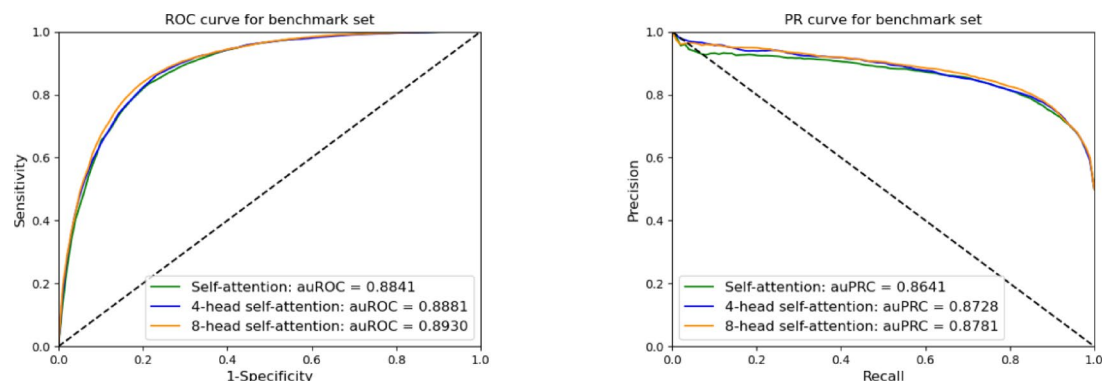 ROC curve for benchmark set
1.0
0.8
0.6
0.4
0.2
0.0
Sensitivity
Self-attention: auROC = 0.8841
4-head self-attention: auROC = 0.8881
8-head self-attention: auROC = 0.8930
0.0 0.2 0.4 0.6 0.8 1.0
1-Specificity
PR curve for benchmark set
1.0
0.8
0.6
0.4
0.2
0.0
Precision
Self-attention: auPRC = 0.8641
4-head self-attention: auPRC = 0.8728
8-head self-attention: auPRC = 0.8781
0.0 0.2 0.4 0.6 0.8 1.0
Recall